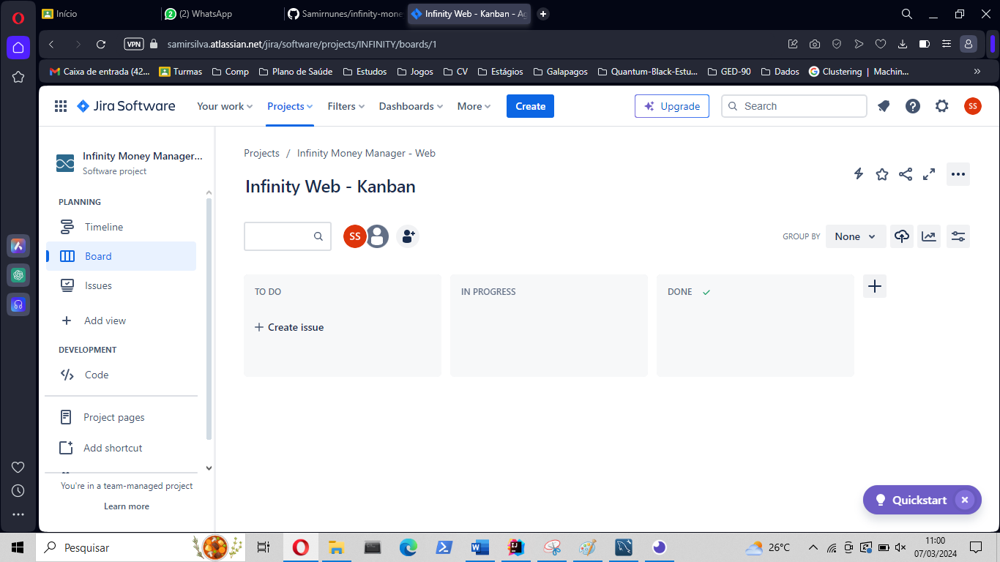 Início
(2) WhatsApp
Samirnunes/infinity-mone
Infinity Web - Kanban - Ag
VPN
samirsilva.atlassian.net/jira/software/projects/INFINITY/boards/1
Caixa de entrada (42...
Turmas
Comp
Plano de Saúde
Estudos
Jogos
CV
Estágios
Galapagos
Quantum-Black-Estu...
GED-90
Dados
Clustering | Machin...
Jira Software
Your work
Projects
Filters
Dashboards
More
Create
Upgrade
Search
SS
Infinity Money Manager...
Software project
PLANNING
Timeline
Board
Issues
Add view
DEVELOPMENT
Code
Project pages
Add shortcut
You're in a team-managed project
Learn more
Projects / Infinity Money Manager - Web
Infinity Web - Kanban
SS
GROUP BY
None
TO DO
Create issue
IN PROGRESS
DONE
Quickstart
Pesquisar
26°C
11:00
07/03/2024